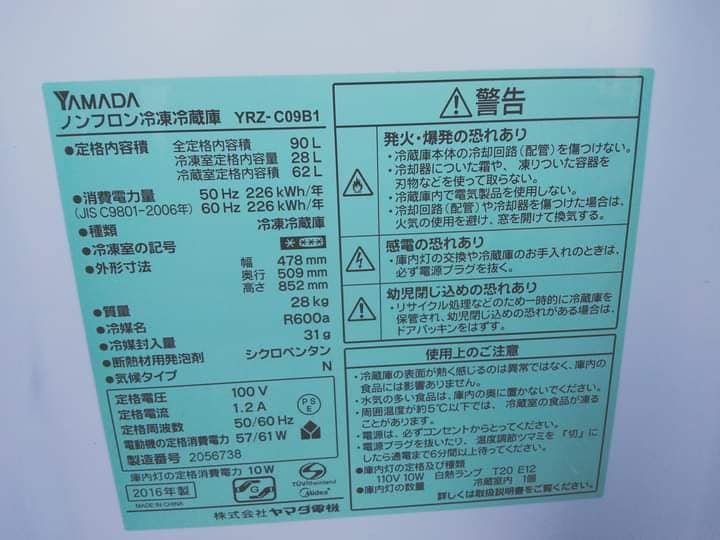 YAMADA
ノンフロン冷凍冷蔵庫 YRZ-C09B1
●定格内容積 全定格内容積 90 L
冷凍室定格内容量 28 L
冷蔵室定格内容量 62 L
●消費電力量 50 Hz 226 kWh/年
(JIS C9801-2006年) 60 Hz 226 kWh/年
●種類 冷凍冷蔵庫
●冷凍室の記号
●外形寸法 幅 478 mm
奥行 509 mm
高さ 852 mm
●質量 28 kg
●冷媒名 R600a
●冷媒封入量 31 g
●断熱材用発泡剤 シクロペンタン
●気候タイプ N
定格電圧 100 V
定格電流 1.2 A
定格周波数 50/60 Hz
電動機の定格消費電力 57/61 W
製造番号 2056738
PSE
庫内灯の定格消費電力 10W
2016年製
MADE IN CHINA
TÜVRheinland
Midea
株式会社 ヤマダ電機
警告
発火・爆発の恐れあり
・冷蔵庫本体の冷却回路(配管)を傷つけない。
・冷却器についた霜や、凍りついた容器を
刃物などを使って取らない。
・冷蔵庫内で電気製品を使用しない。
・冷却回路(配管)や冷却器を傷つけた場合は、
火気の使用を避け、窓を開けて換気する。
感電の恐れあり
・庫内灯の交換や冷蔵庫のお手入れのときは、
必ず電源プラグを抜く。
幼児閉じ込めの恐れあり
・リサイクル処理などのため一時的に冷蔵庫を
保管され、幼児閉じ込めの恐れがある場合は、
ドアパッキンをはずす。
使用上のご注意
・冷蔵庫の表面が熱く感じるのは異常ではなく、庫内の
食品には影響ありません。
・水気の多い食品は、庫内の奥に置かないでください。
・周囲温度が約5℃以下では、冷蔵室の食品が凍る
ことがあります。
・電源は、必ずコンセントからとってください。
・電源プラグを抜いたり、温度調節ツマミを「切」に
したら通電まで6分間以上待ってください。
●庫内灯の定格及び種類
110V 10W 白熱ランプ T20 E12
●庫内灯の数量 冷蔵室内 1個
詳しくは取扱説明書をご覧ください。